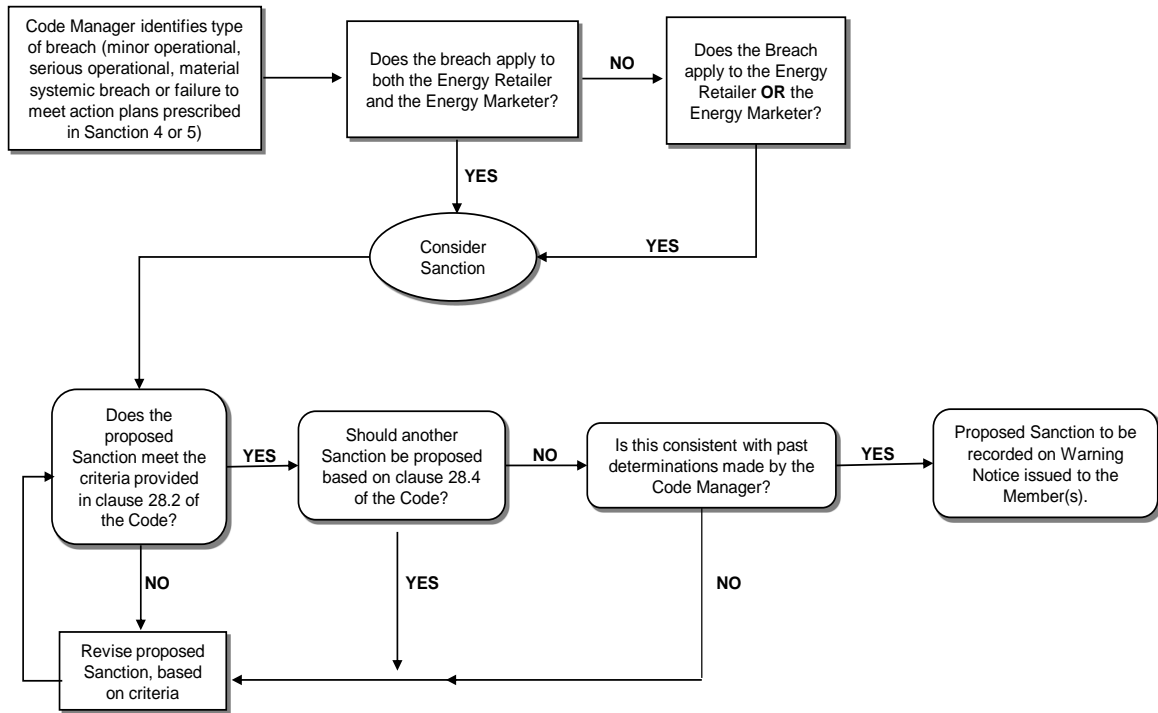 Code Manager identifies type
of breach (minor operational,
serious operational, material
systemic breach or failure to
meet action plans prescribed
in Sanction 4 or 5)
Does the breach apply to
both the Energy Retailer
and the Energy Marketer?
NO
Does the Breach
apply to the Energy
Retailer OR the
Energy Marketer?
YES
YES
Consider
Sanction
Does the
proposed
Sanction meet the
criteria provided
in clause 28.2 of
the Code?
YES
Should another
Sanction be proposed
based on clause 28.4
of the Code?
NO
Is this consistent with past
determinations made by the
Code Manager?
YES
Proposed Sanction to be
recorded on Warning
Notice issued to the
Member(s).
NO
YES
NO
Revise proposed
Sanction, based
on criteria